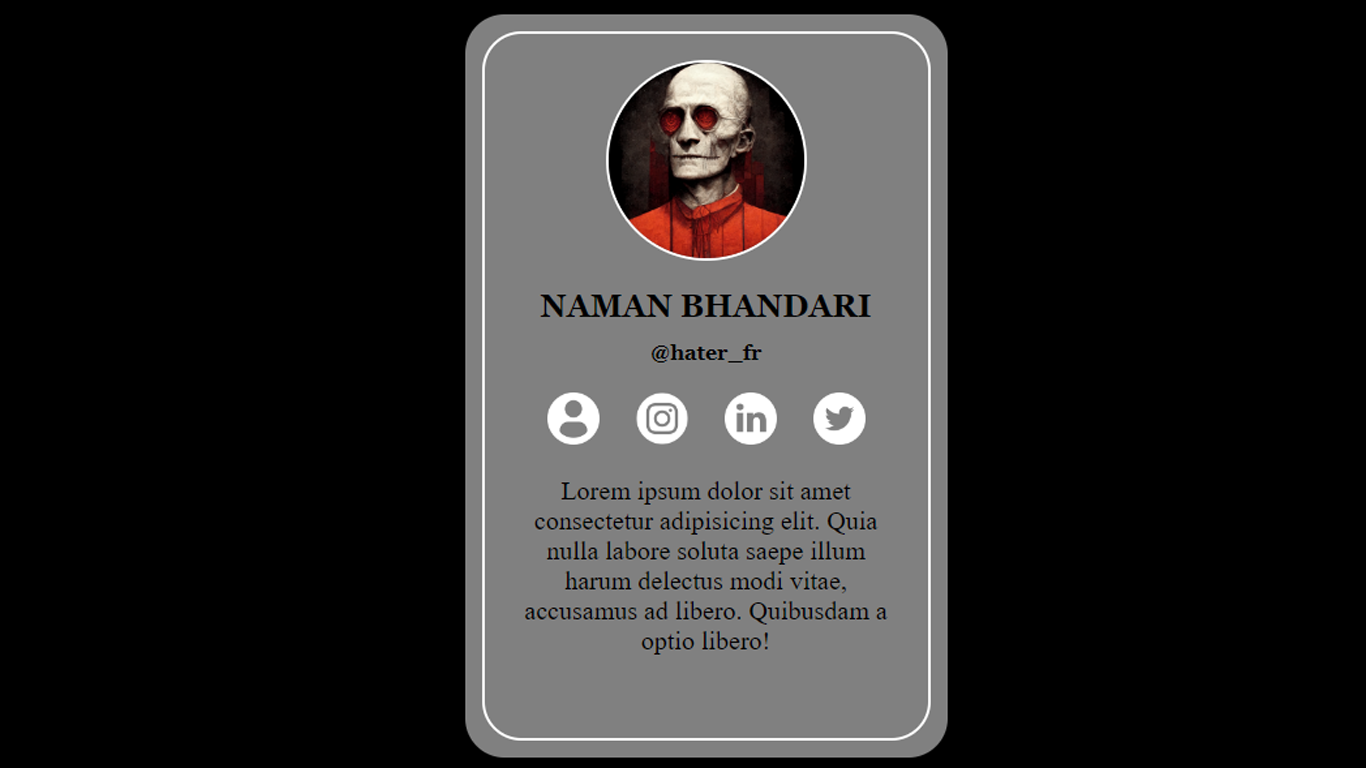 NAMAN BHANDARI
@hater_fr
in
Lorem ipsum dolor sit amet
consectetur adipisicing elit. Quia
nulla labore soluta saepe illum
harum delectus modi vitae,
accusamus ad libero. Quibusdam a
optio libero!